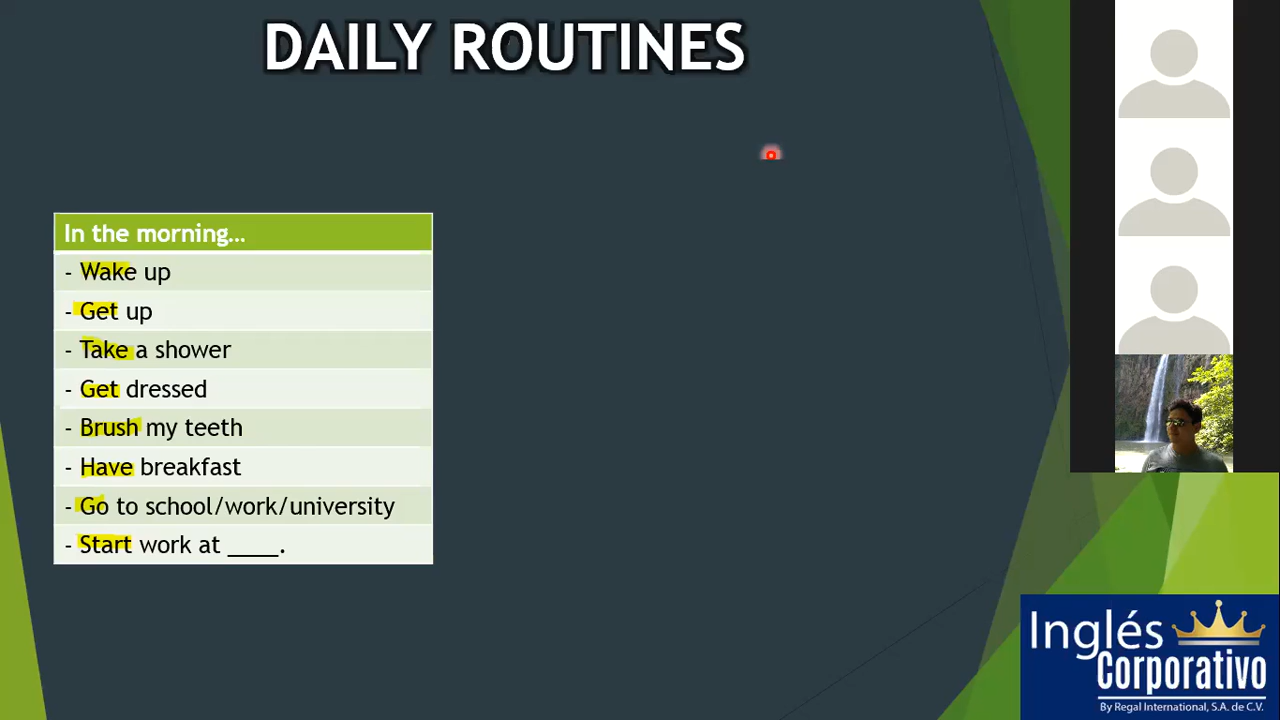 DAILY ROUTINES
In the morning…
- Wake up
- Get up
- Take a shower
- Get dressed
- Brush my teeth
- Have breakfast
- Go to school/work/university
- Start work at ____.
Inglés
Corporativo
By Regal International, S.A. de C.V.